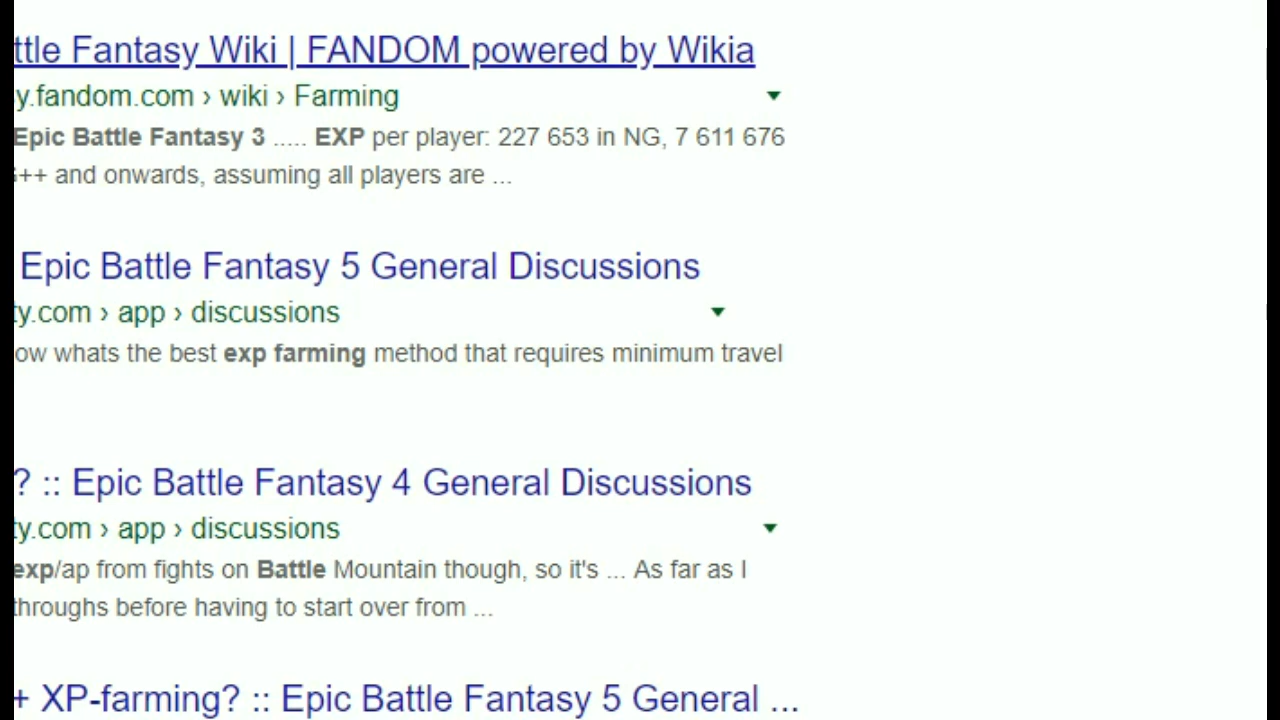 ttle Fantasy Wiki | FANDOM powered by Wikia
y.fandom.com › wiki › Farming
Epic Battle Fantasy 3 ..... EXP per player: 227 653 in NG, 7 611 676
++ and onwards, assuming all players are ...
Epic Battle Fantasy 5 General Discussions
ty.com › app › discussions
ow whats the best exp farming method that requires minimum travel
? :: Epic Battle Fantasy 4 General Discussions
ty.com › app › discussions
exp/ap from fights on Battle Mountain though, so it's ... As far as I
throughs before having to start over from ...
+ XP-farming? :: Epic Battle Fantasy 5 General ...